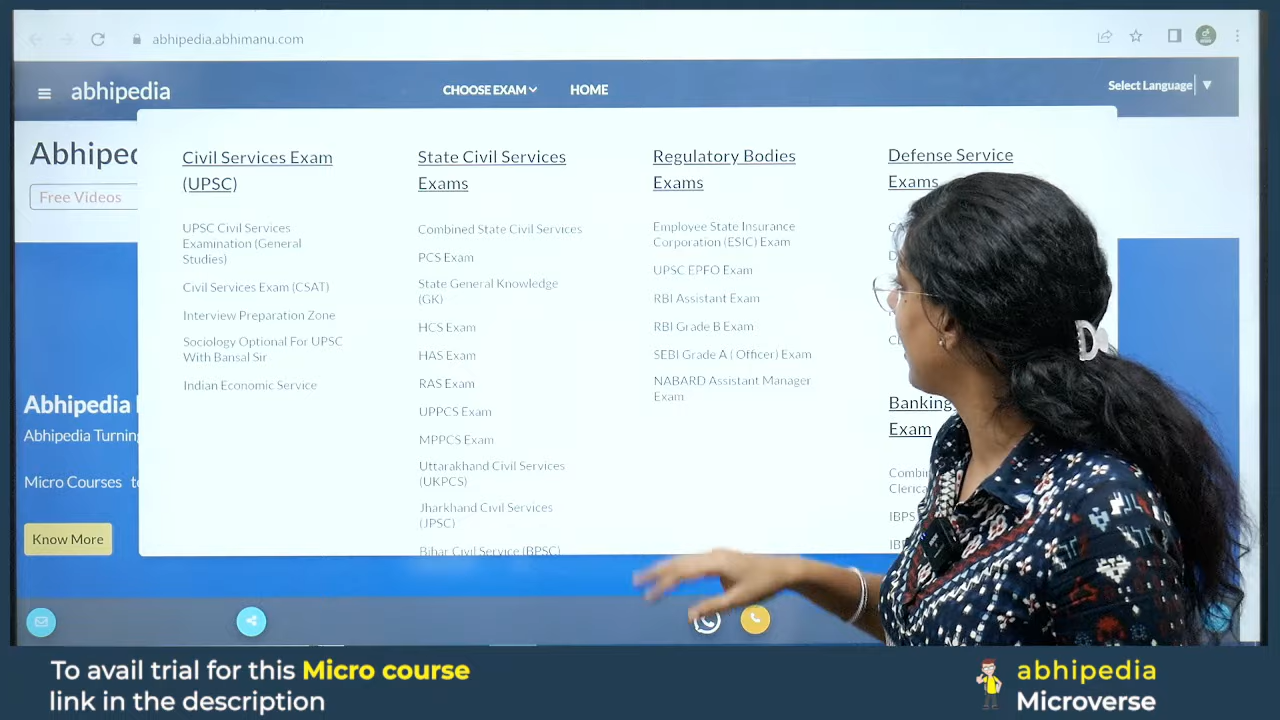 abhipedia.abhimanu.com
abhipedia
CHOOSE EXAM
HOME
Select Language
Free Videos
Civil Services Exam
(UPSC)
UPSC Civil Services
Examination (General
Studies)
Civil Services Exam (CSAT)
Interview Preparation Zone
Sociology Optional For UPSC
With Bansal Sir
Indian Economic Service
State Civil Services
Exams
Combined State Civil Services
PCS Exam
State General Knowledge
(GK)
HCS Exam
HAS Exam
RAS Exam
UPPCS Exam
MPPCS Exam
Uttarakhand Civil Services
(UKPCS)
Jharkhand Civil Services
(JPSC)
Bihar Civil Service (BPSC)
Regulatory Bodies
Exams
Employee State Insurance
Corporation (ESIC) Exam
UPSC EPFO Exam
RBI Assistant Exam
RBI Grade B Exam
SEBI Grade A ( Officer) Exam
NABARD Assistant Manager
Exam
Defense Service
Exams
Banking
Exam
IBPS
Abhipedia
Abhipedia Turning
Micro Courses
Know More
To avail trial for this Micro course
link in the description
abhipedia
Microverse